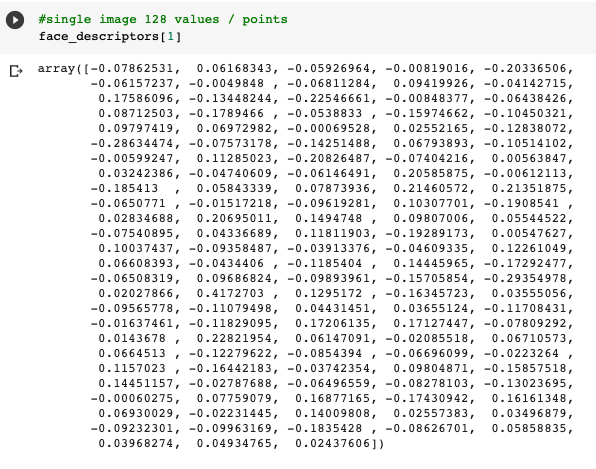 #single image 128 values / points
face_descriptors[1]
array([-0.07862531,  0.06168343, -0.05926964, -0.00819016, -0.20336506,
       -0.06157237, -0.0049848 , -0.06811284,  0.09419926, -0.04142715,
        0.17586096, -0.13448244, -0.22546661, -0.00848377, -0.06438426,
        0.08712503, -0.1789466 , -0.0538833 , -0.15974662, -0.10450321,
        0.09797419,  0.06972982, -0.00069528,  0.02552165, -0.12838072,
       -0.28634474, -0.07573178, -0.14251488,  0.06793893, -0.10514102,
       -0.00599247,  0.11285023, -0.20826487, -0.07404216,  0.00563847,
        0.03242386, -0.04740609, -0.06146491,  0.20585875, -0.00612113,
       -0.185413  ,  0.05843339,  0.07873936,  0.21460572,  0.21351875,
       -0.0650771 , -0.01517218, -0.09619281,  0.10307701, -0.1908541 ,
        0.02834688,  0.20695011,  0.1494748 ,  0.09807006,  0.05544522,
       -0.07540895,  0.04336689,  0.11811903, -0.19289173,  0.00547627,
        0.10037437, -0.09358487, -0.03913376, -0.04609335,  0.12261049,
        0.06608393, -0.0434406 , -0.1185404 ,  0.14445965, -0.17292477,
       -0.06508319,  0.09686824, -0.09893961, -0.15705854, -0.29354978,
        0.02027866,  0.4172703 ,  0.1295172 , -0.16345723,  0.03555056,
       -0.09565778, -0.11079498,  0.04431451,  0.03655124, -0.11708431,
       -0.01637461, -0.11829095,  0.17206135,  0.17127447, -0.07809292,
        0.0143678 ,  0.22821954,  0.06147091, -0.02085518,  0.06710573,
        0.0664513 , -0.12279622, -0.0854394 , -0.06696099, -0.0223264 ,
        0.1157023 , -0.16442183, -0.03742354,  0.09804871, -0.15857518,
        0.14451157, -0.02787688, -0.06496559, -0.08278103, -0.13023695,
       -0.00060275,  0.07759079,  0.16877165, -0.17430942,  0.16161348,
        0.06930029, -0.02231445,  0.14009808,  0.02557383,  0.03496879,
       -0.09232301, -0.09963169, -0.1835428 , -0.08626701,  0.05858835,
        0.03968274,  0.04934765,  0.02437606])